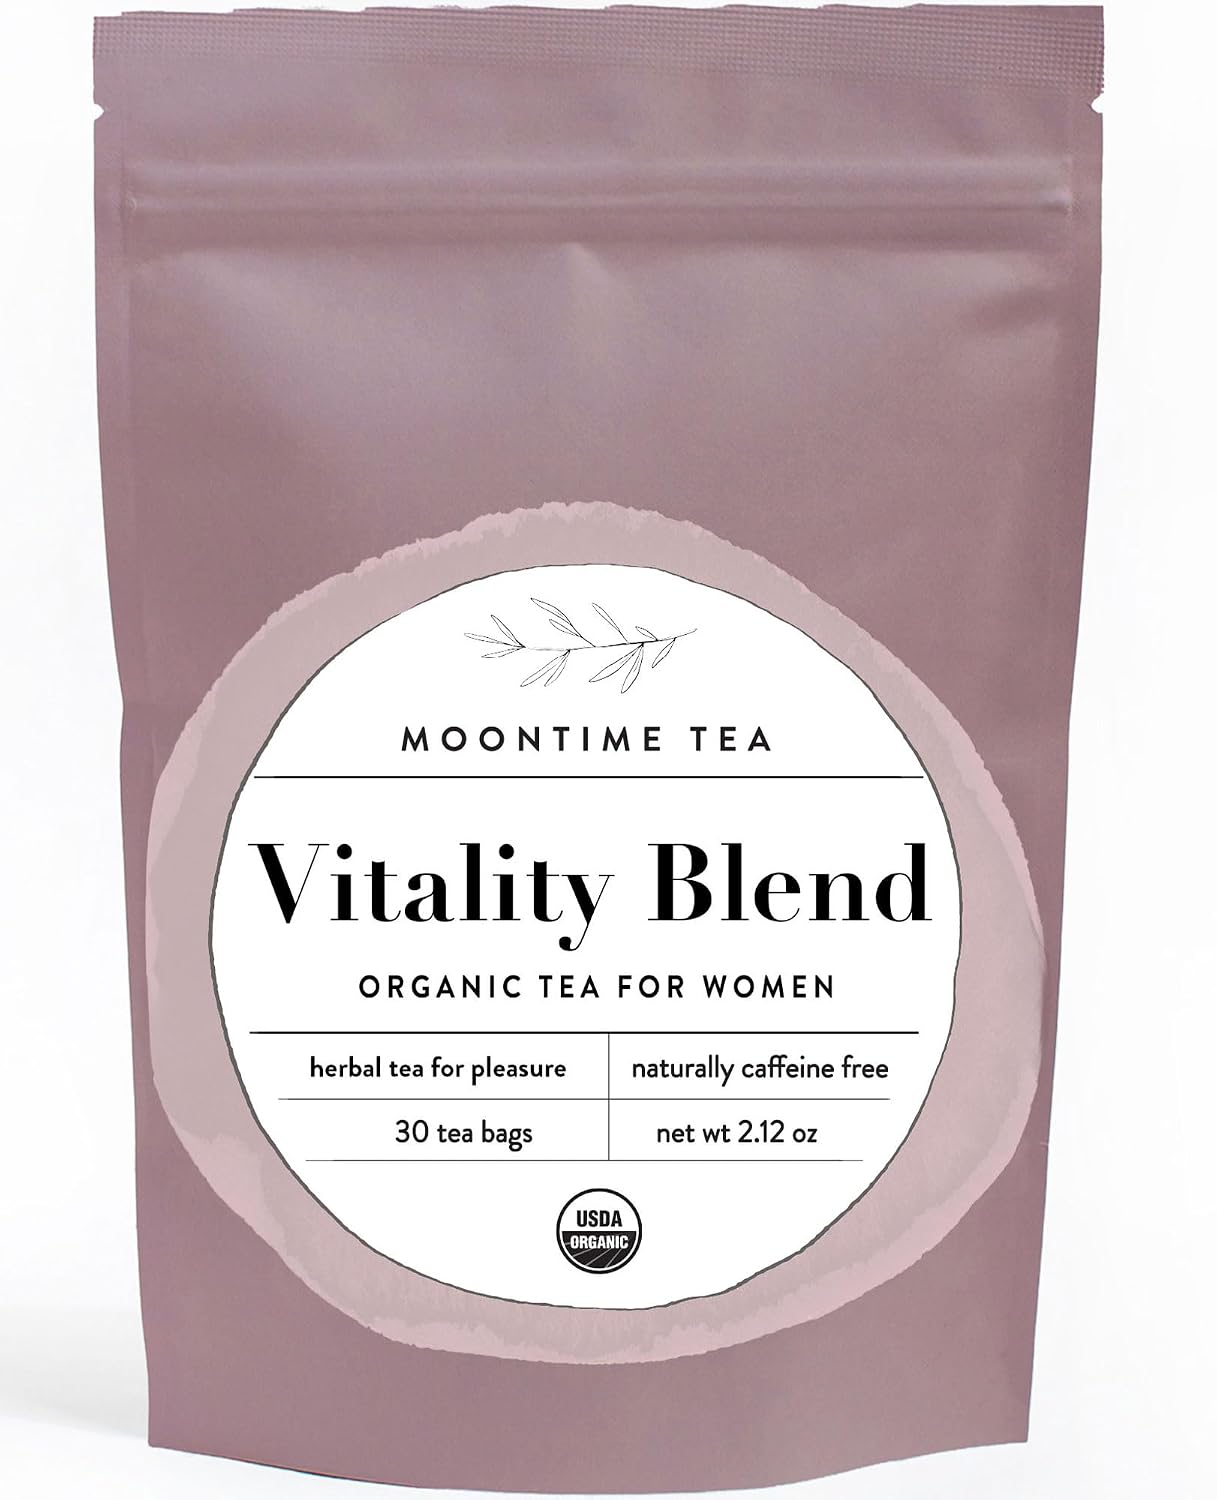 MOONTIME TEA
Vitality Blend
ORGANIC TEA FOR WOMEN
herbal tea for pleasure
naturally caffeine free
30 tea bags
net wt 2.12 oz
USDA
ORGANIC